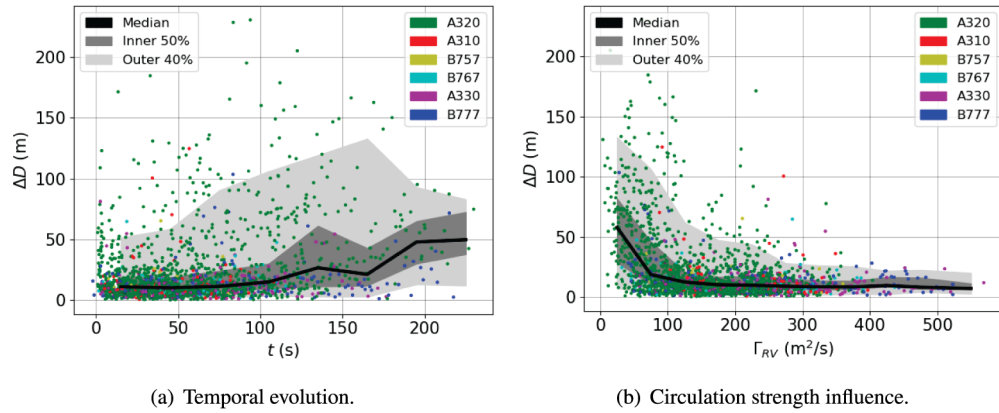 Median
Inner 50%
Outer 40%
A320
A310
B757
B767
A330
B777
200
150
100
50
0
ΔD (m)
0 50 100 150 200
t (s)
(a) Temporal evolution.
Median
Inner 50%
Outer 40%
A320
A310
B757
B767
A330
B777
200
150
100
50
0
ΔD (m)
0 100 200 300 400 500
Γ_RV (m²/s)
(b) Circulation strength influence.